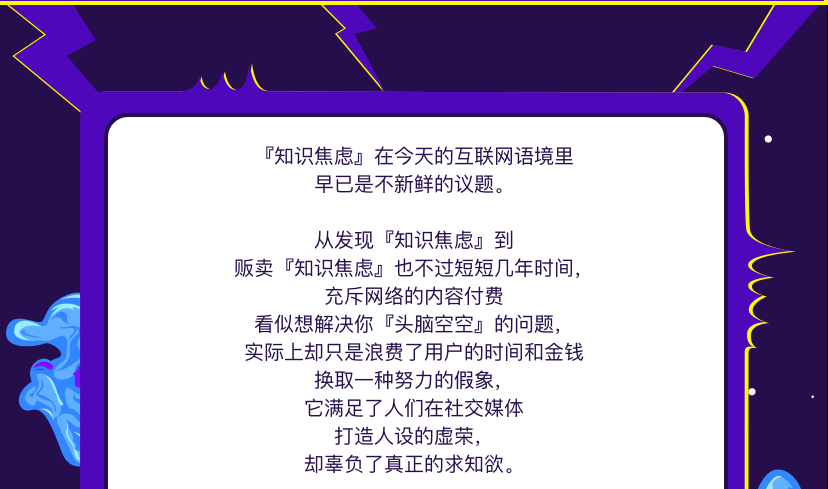 『知识焦虑』在今天的互联网语境里
早已是不新鲜的议题。
从发现『知识焦虑』到
贩卖『知识焦虑』也不过短短几年时间，
充斥网络的内容付费
看似想解决你『头脑空空』的问题，
实际上却只是浪费了用户的时间和金钱
换取一种努力的假象，
它满足了人们在社交媒体
打造人设的虚荣，
却辜负了真正的求知欲。